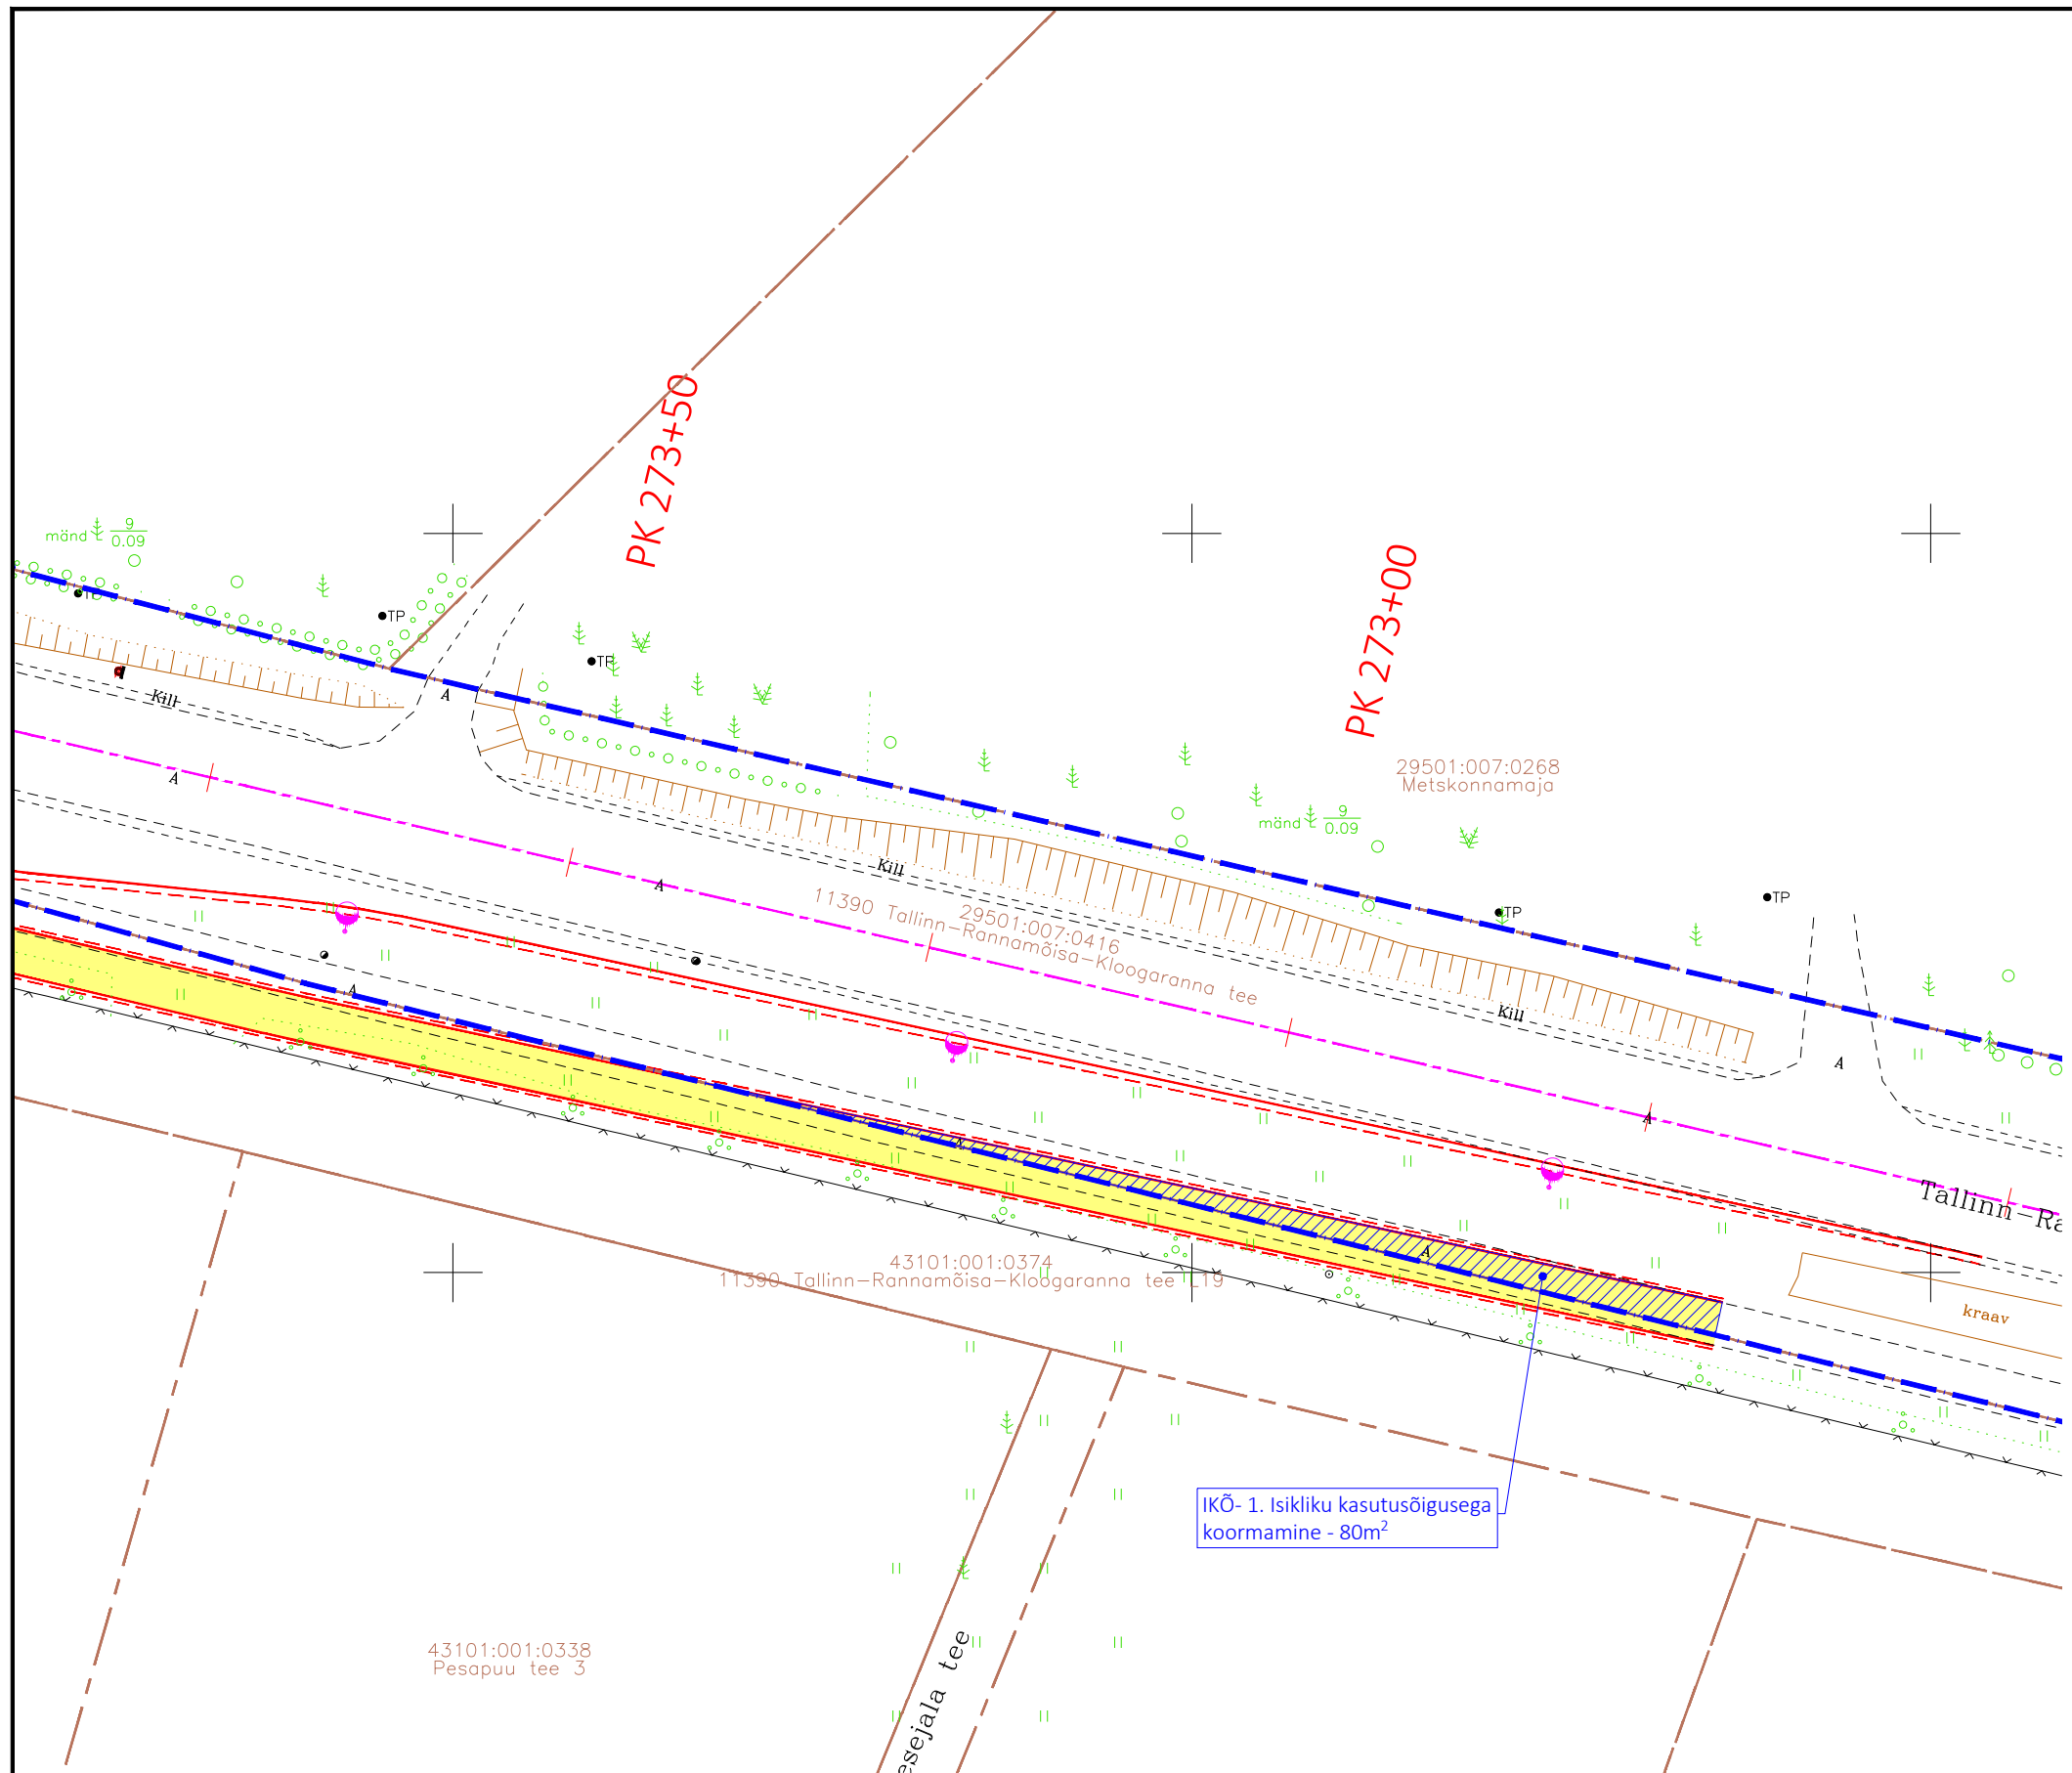 PK 273+50
mänd 9
0.09
PK 273+00
TP
TP
TP
A
Kill
29501:007:0268
Metskonnamaja
A
mänd 9
0.09
Kill
A
TP
TP
29501:007:0416
11390 Tallinn-Rannamõisa-Kloogaranna tee
A
Kill
A
A
A
Tallinn-Ra
A
43101:001:0374
11390 Tallinn-Rannamõisa-Kloogaranna tee L19
kraav
IKÕ- 1. Isikliku kasutusõigusega
koormamine - 80m²
43101:001:0338
Pesapuu tee 3
esejala tee